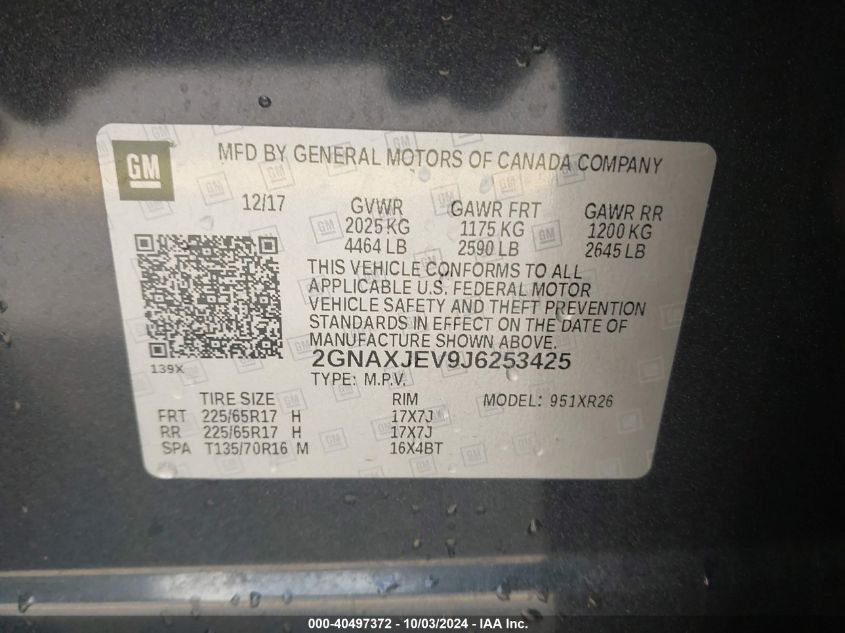 GM
MFD BY GENERAL MOTORS OF CANADA COMPANY
12/17
GVWR GAWR FRT GAWR RR
2025 KG 1175 KG 1200 KG
4464 LB 2590 LB 2645 LB
THIS VEHICLE CONFORMS TO ALL
APPLICABLE U.S. FEDERAL MOTOR
VEHICLE SAFETY AND THEFT PREVENTION
STANDARDS IN EFFECT ON THE DATE OF
MANUFACTURE SHOWN ABOVE.
2GNAXJEV9J6253425
139X
TYPE: M.P.V.
TIRE SIZE RIM MODEL: 951XR26
FRT 225/65R17 H 17X7J
RR 225/65R17 H 17X7J
SPA T135/70R16 M 16X4BT
000-40497372 - 10/03/2024 - IAA Inc.